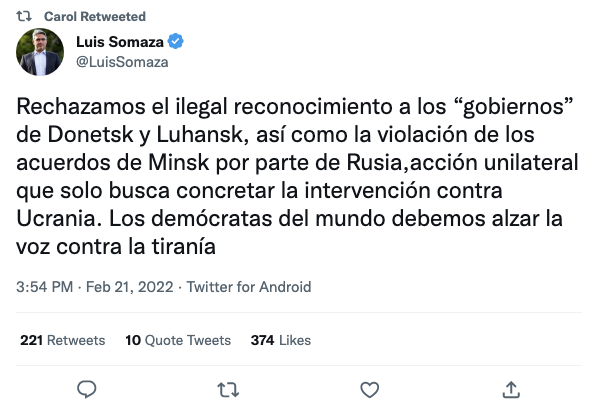 Carol Retweeted
Luis Somaza
@LuisSomaza
Rechazamos el ilegal reconocimiento a los “gobiernos”
de Donetsk y Luhansk, así como la violación de los
acuerdos de Minsk por parte de Rusia,acción unilateral
que solo busca concretar la intervención contra
Ucrania. Los demócratas del mundo debemos alzar la
voz contra la tiranía
3:54 PM · Feb 21, 2022 · Twitter for Android
221 Retweets 10 Quote Tweets 374 Likes